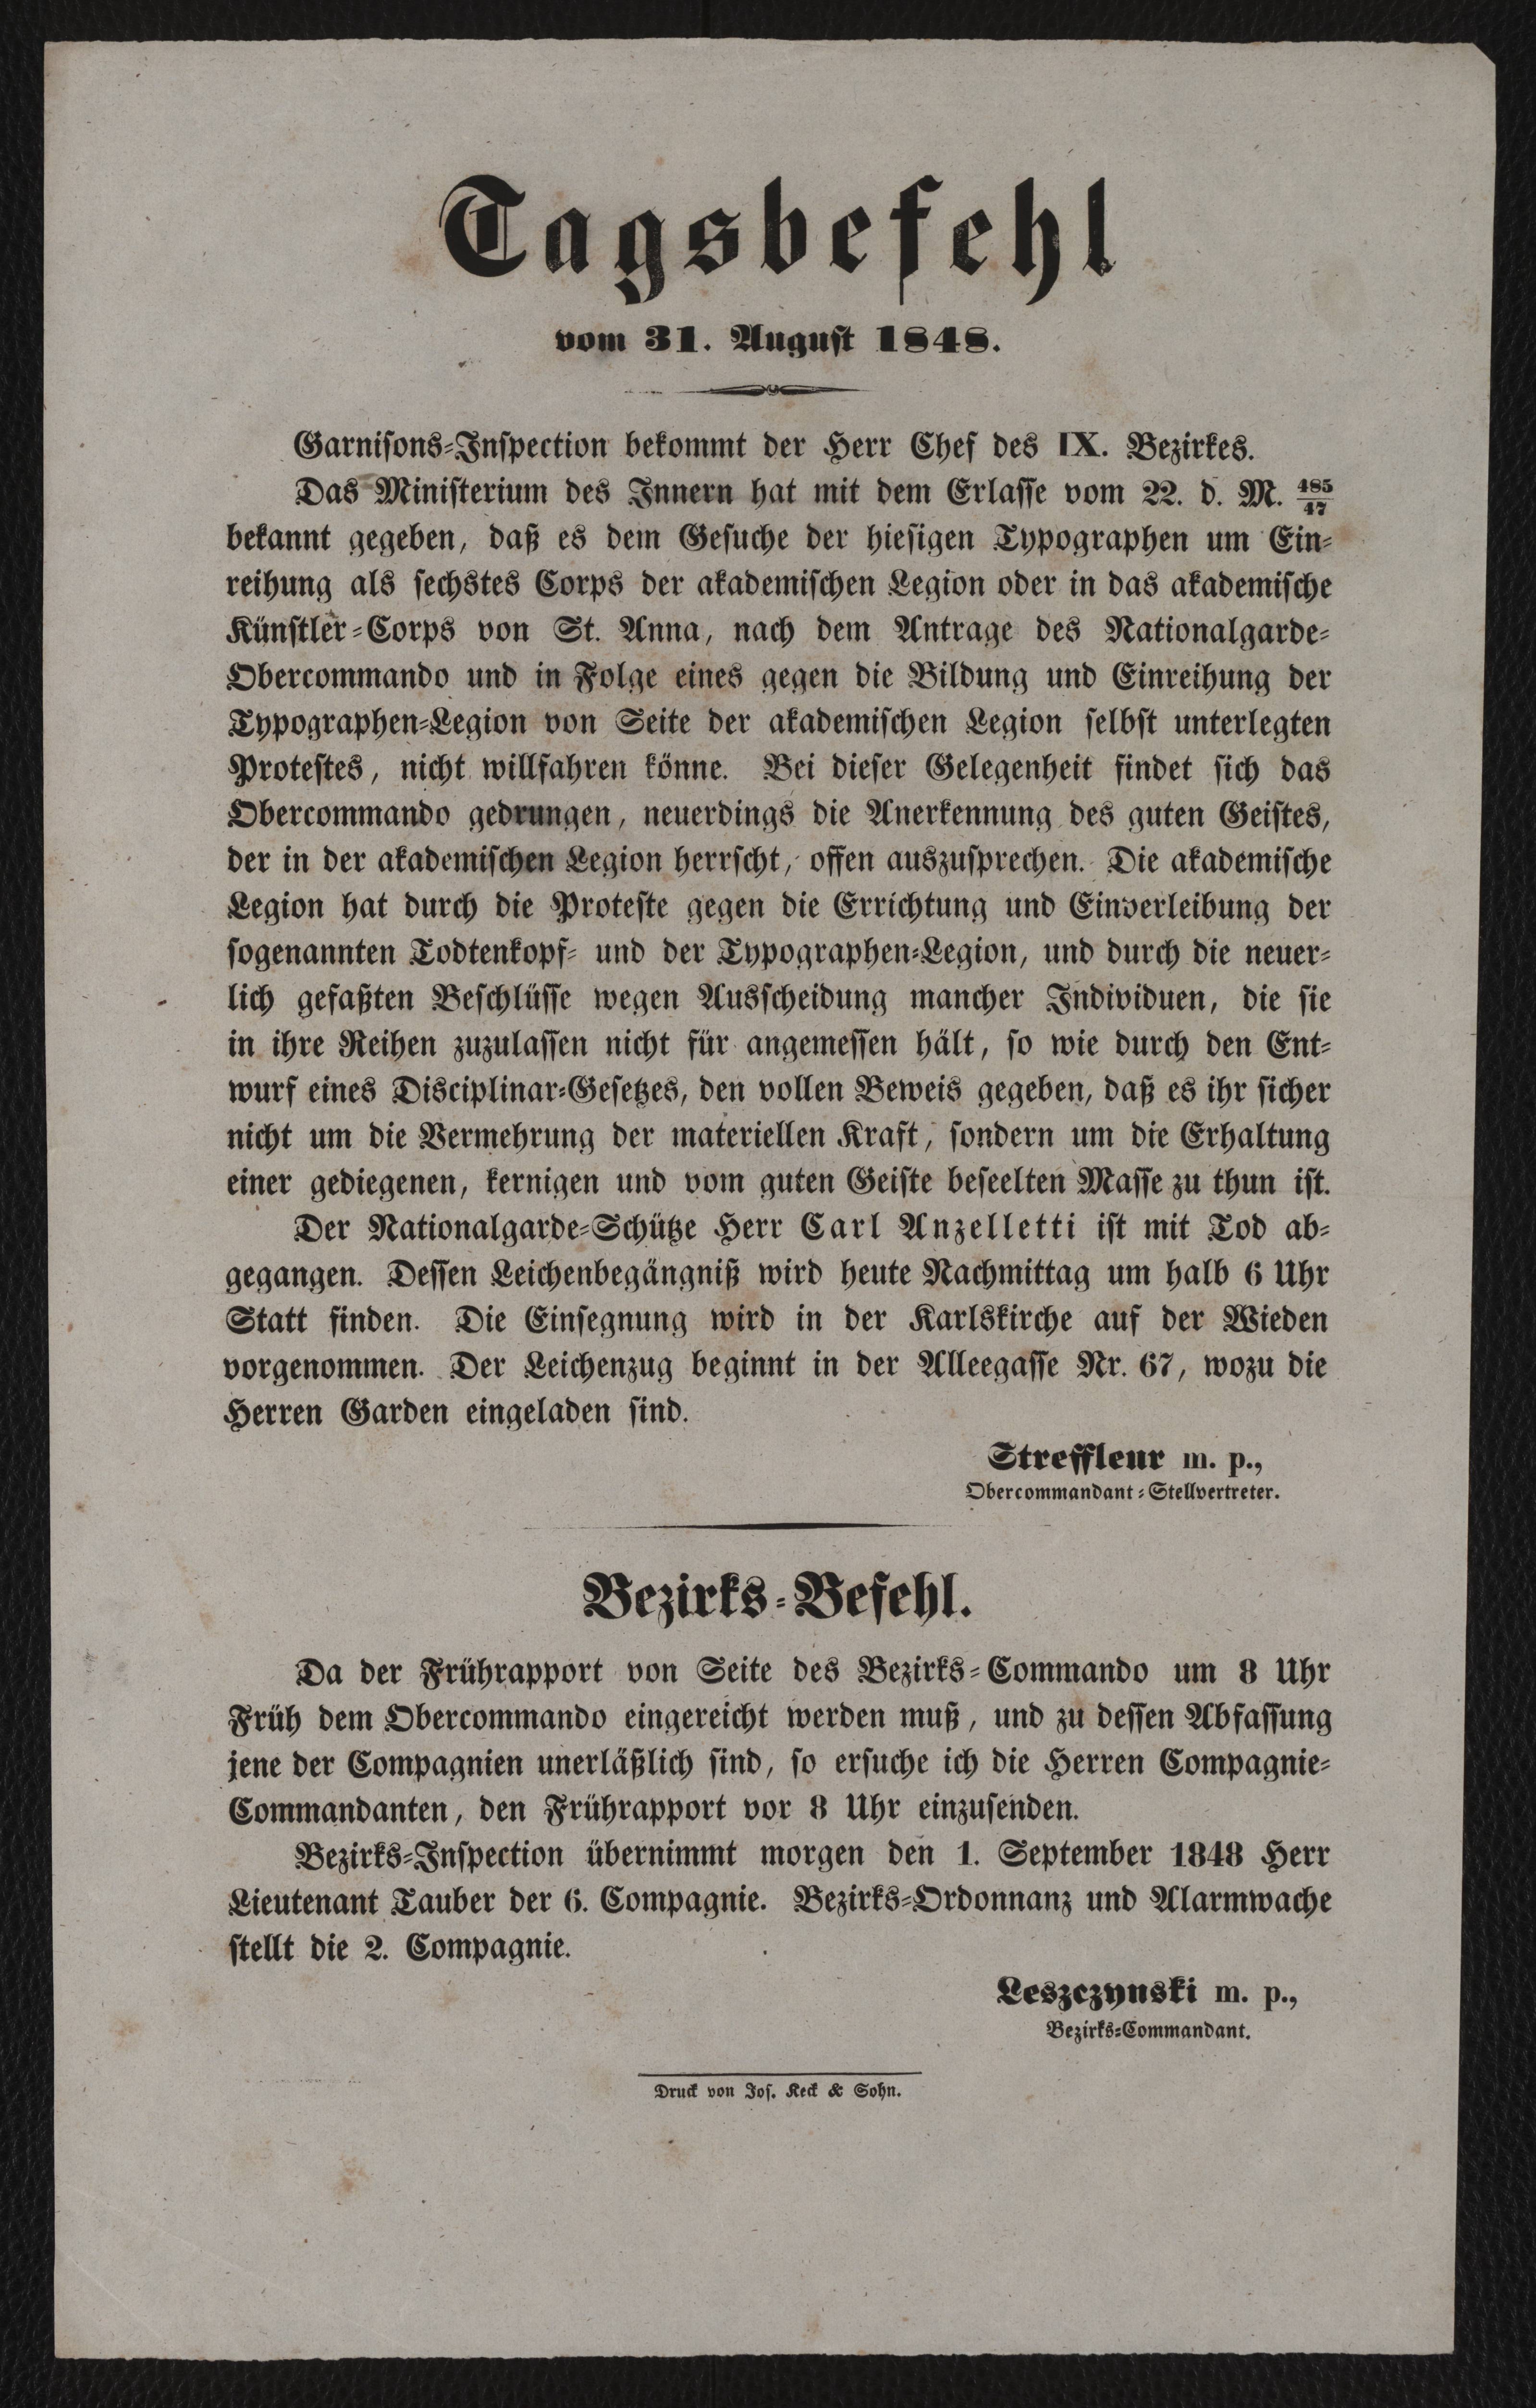 Tagsbefehl
vom 31. August 1848.
Garnisons-Inspection bekommt der Herr Chef des IX. Bezirkes.
Das Ministerium des Innern hat mit dem Erlasse vom 22. d. M. 485/47
bekannt gegeben, daß es dem Gesuche der hiesigen Typographen um Ein-
reihung als sechstes Corps der akademischen Legion oder in das akademische
Künstler-Corps von St. Anna, nach dem Antrage des Nationalgarde-
Obercommando und in Folge eines gegen die Bildung und Einreihung der
Typographen-Legion von Seite der akademischen Legion selbst unterlegten
Protestes, nicht willfahren könne. Bei dieser Gelegenheit findet sich das
Obercommando gedrungen, neuerdings die Anerkennung des guten Geistes,
der in der akademischen Legion herrscht, offen auszusprechen. Die akademische
Legion hat durch die Proteste gegen die Errichtung und Einverleibung der
sogenannten Todtenkopf- und der Typographen-Legion, und durch die neuer-
lich gefaßten Beschlüsse wegen Ausscheidung mancher Individuen, die sie
in ihre Reihen zuzulassen nicht für angemessen hält, so wie durch den Ent-
wurf eines Disciplinar-Gesetzes, den vollen Beweis gegeben, daß es ihr sicher
nicht um die Vermehrung der materiellen Kraft, sondern um die Erhaltung
einer gediegenen, kernigen und vom guten Geiste beseelten Masse zu thun ist.
Der Nationalgarde-Schütze Herr Carl Anzelletti ist mit Tod ab-
gegangen. Dessen Leichenbegängniß wird heute Nachmittag um halb 6 Uhr
Statt finden. Die Einsegnung wird in der Karlskirche auf der Wieden
vorgenommen. Der Leichenzug beginnt in der Alleegasse Nr. 67, wozu die
Herren Garden eingeladen sind.
Streffleur m. p.,
Obercommandant-Stellvertreter.
Bezirks-Befehl.
Da der Frührapport von Seite des Bezirks-Commando um 8 Uhr
Früh dem Obercommando eingereicht werden muß, und zu dessen Abfassung
jene der Compagnien unerläßlich sind, so ersuche ich die Herren Compagnie-
Commandanten, den Frührapport vor 8 Uhr einzusenden.
Bezirks-Inspection übernimmt morgen den 1. September 1848 Herr
Lieutenant Tauber der 6. Compagnie. Bezirks-Ordonnanz und Alarmwache
stellt die 2. Compagnie.
Leszczynski m. p.,
Bezirks-Commandant.
Druck von Jos. Keck & Sohn.